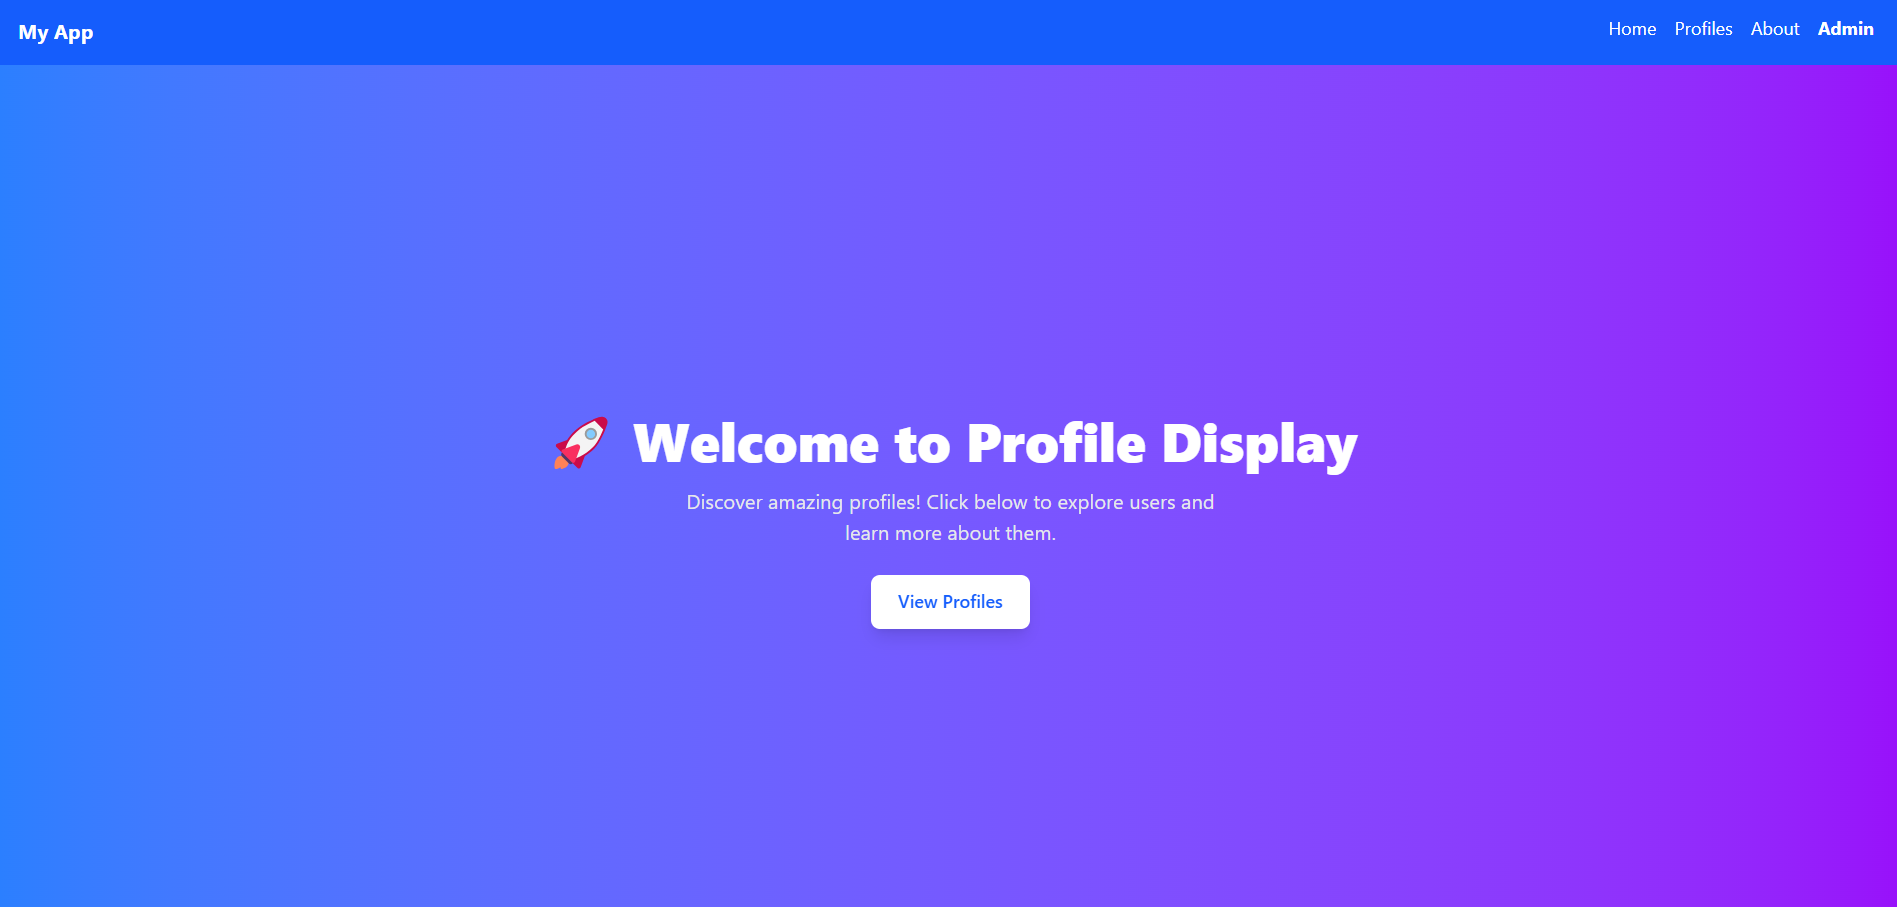 My App
Home Profiles About Admin
🚀 Welcome to Profile Display
Discover amazing profiles! Click below to explore users and
learn more about them.
View Profiles